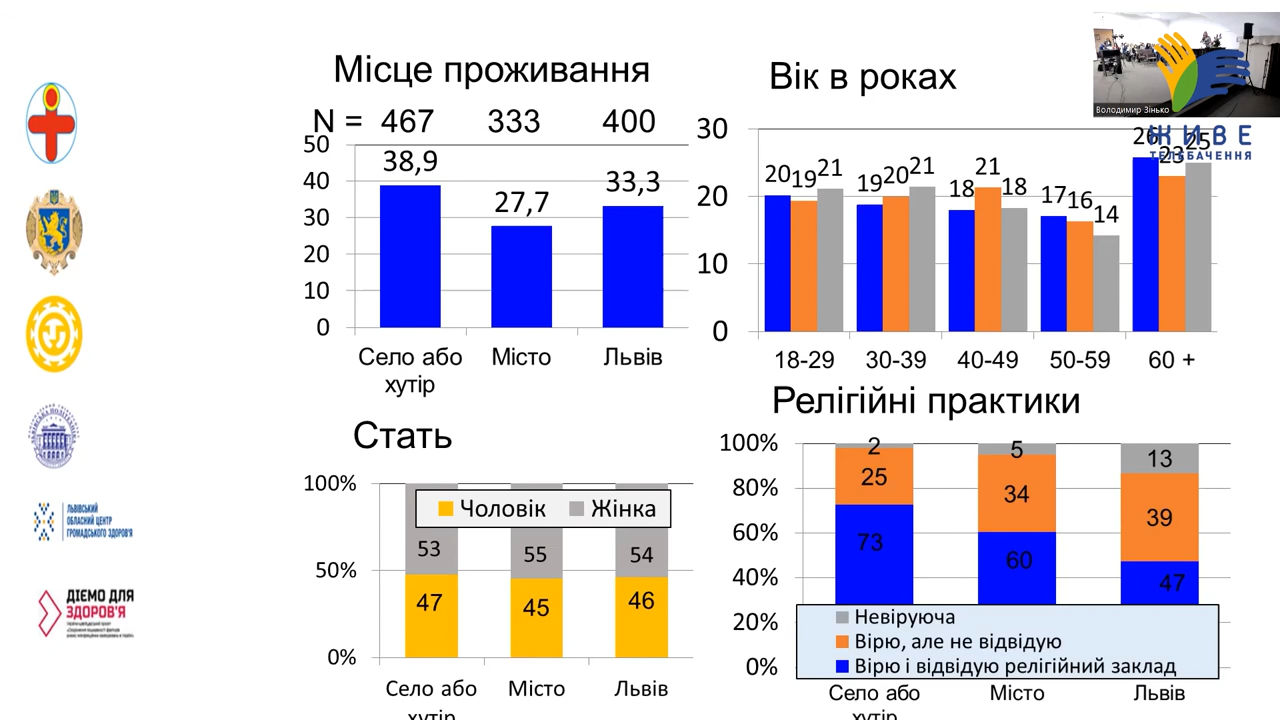 Місце проживання
N = 467 333 400
50
40
30
20
10
0
38,9
27,7
33,3
Село або
хутір
Місто
Львів
Вік в роках
30
20
10
0
20 19 21
19 20 21
18 21 18
17 16 14
26 23 25
18-29
30-39
40-49
50-59
60 +
Володимир Зінько
ЖИВЕ
ТЕЛЕБАЧЕННЯ
Стать
100%
50%
0%
Чоловік
Жінка
53
55
54
47
45
46
Село або
хутір
Місто
Львів
Релігійні практики
100%
80%
60%
40%
20%
0%
2
5
13
25
34
39
73
60
47
Невіруюча
Вірю, але не відвідую
Вірю і відвідую релігійний заклад
Село або
хутір
Місто
Львів
ЛЬВІВСЬКИЙ
ОБЛАСНИЙ ЦЕНТР
ГРОМАДСЬКОГО ЗДОРОВ'Я
ДІЄМО ДЛЯ
ЗДОРОВ'Я